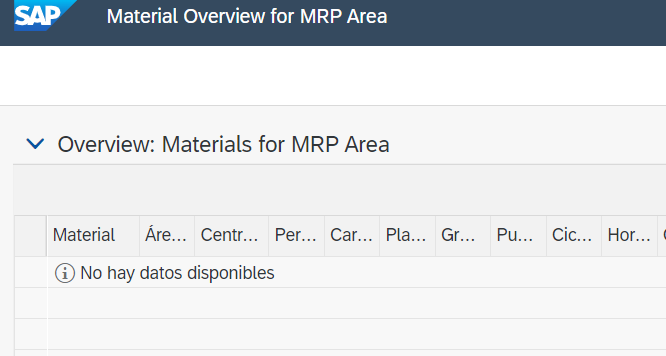 SAP Material Overview for MRP Area
Overview: Materials for MRP Area
Material Áre... Centr... Per... Car... Pla... Gr... Pu... Cic... Hor...
No hay datos disponibles